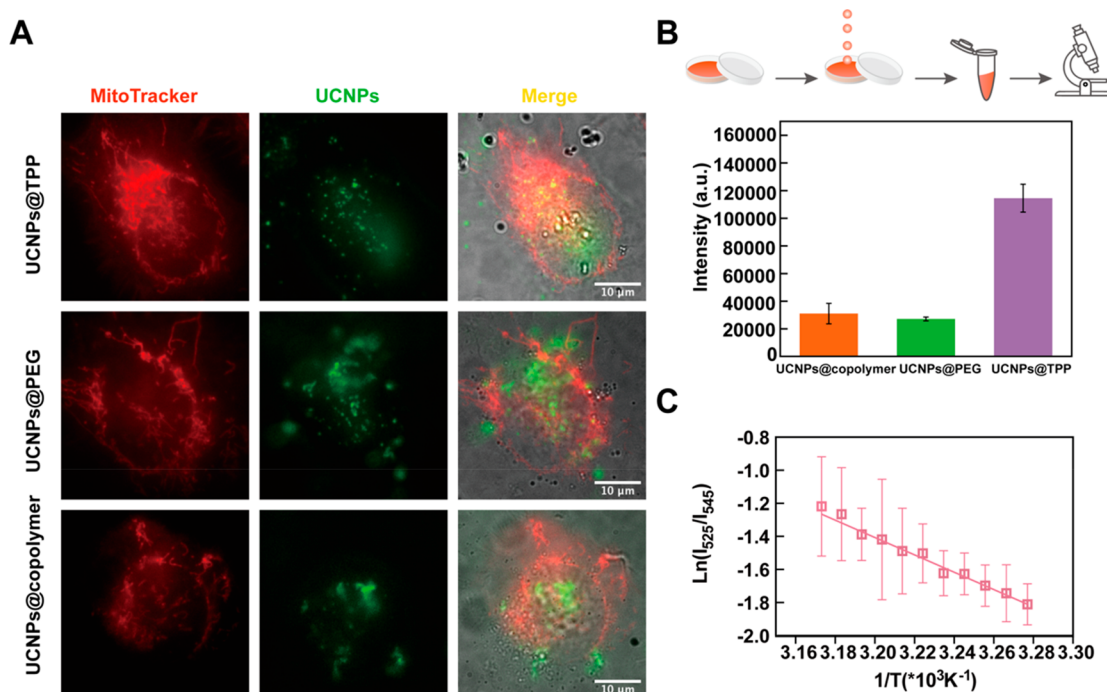 A
MitoTracker UCNPs Merge
UCNPs@TPP
10 µm
UCNPs@PEG
10 µm
UCNPs@copolymer
10 µm
B
160000
140000
120000
100000
80000
60000
40000
20000
0
Intensity (a.u.)
UCNPs@copolymer UCNPs@PEG UCNPs@TPP
C
-0.8
-1.0
-1.2
-1.4
-1.6
-1.8
-2.0
Ln(I₅₂₅/I₅₄₅)
3.16 3.18 3.20 3.22 3.24 3.26 3.28 3.30
1/T(*10³K⁻¹)